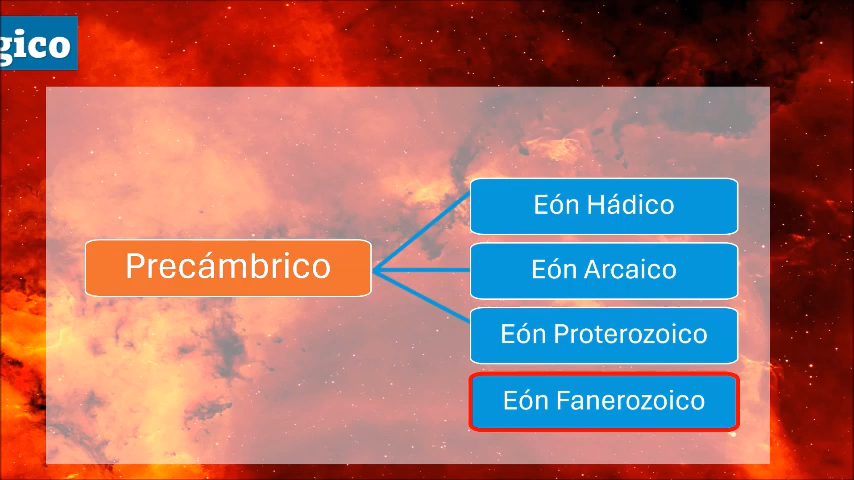 gico
Precámbrico
Eón Hádico
Eón Arcaico
Eón Proterozoico
Eón Fanerozoico